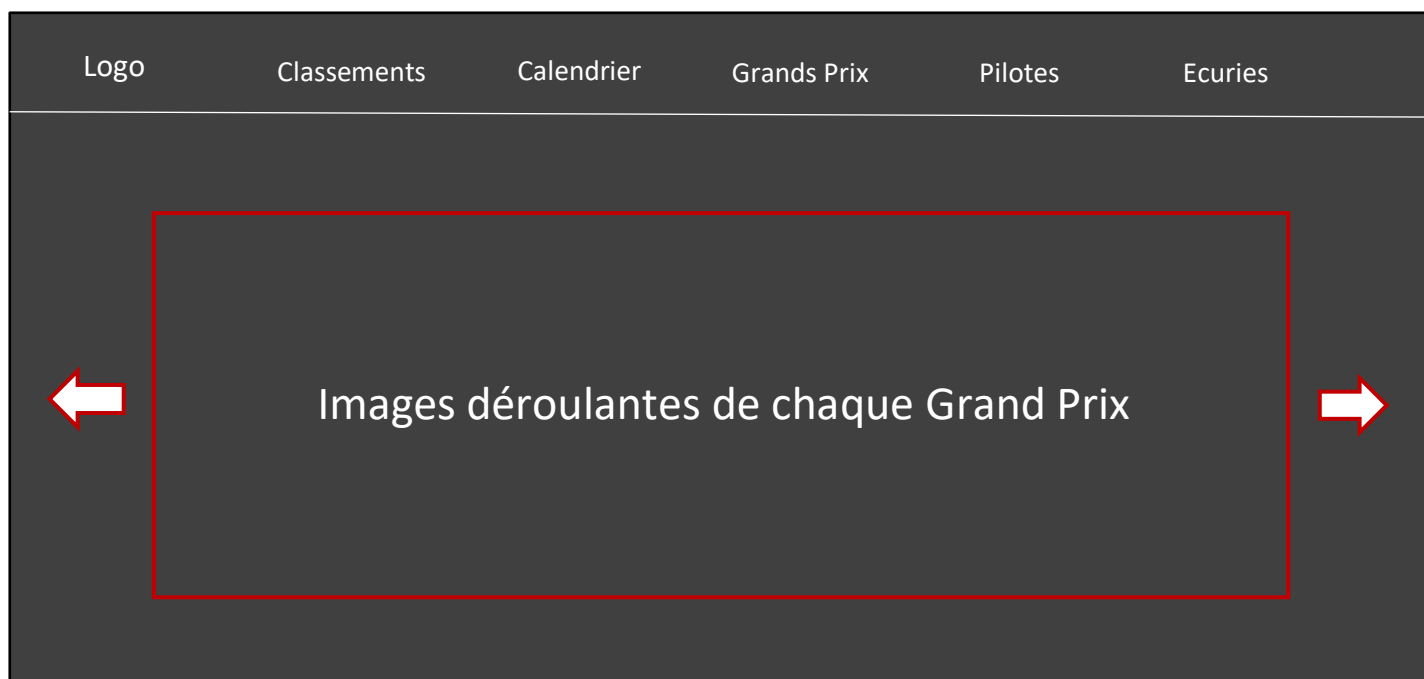 Logo
Classements
Calendrier
Grands Prix
Pilotes
Ecuries
Images déroulantes de chaque Grand Prix